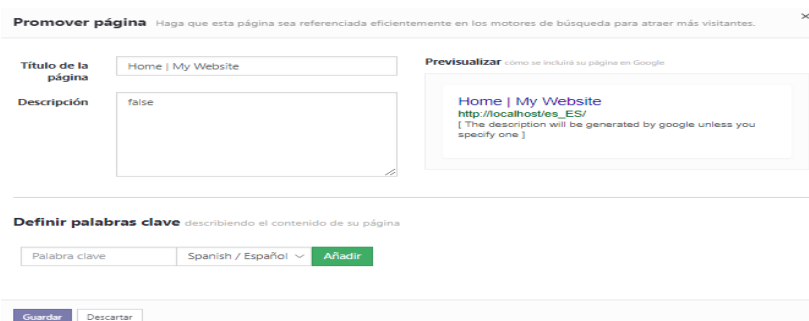 Promover página Haga que esta página sea referenciada eficientemente en los motores de búsqueda para atraer más visitantes.
×
Título de la página
Home | My Website
Descripción
false
Previsualizar cómo se incluirá su página en Google
Home | My Website
http://localhost/es_ES/
[ The description will be generated by google unless you
specify one ]
Definir palabras clave describiendo el contenido de su página
Palabra clave
Spanish / Español
Añadir
Guardar
Descartar